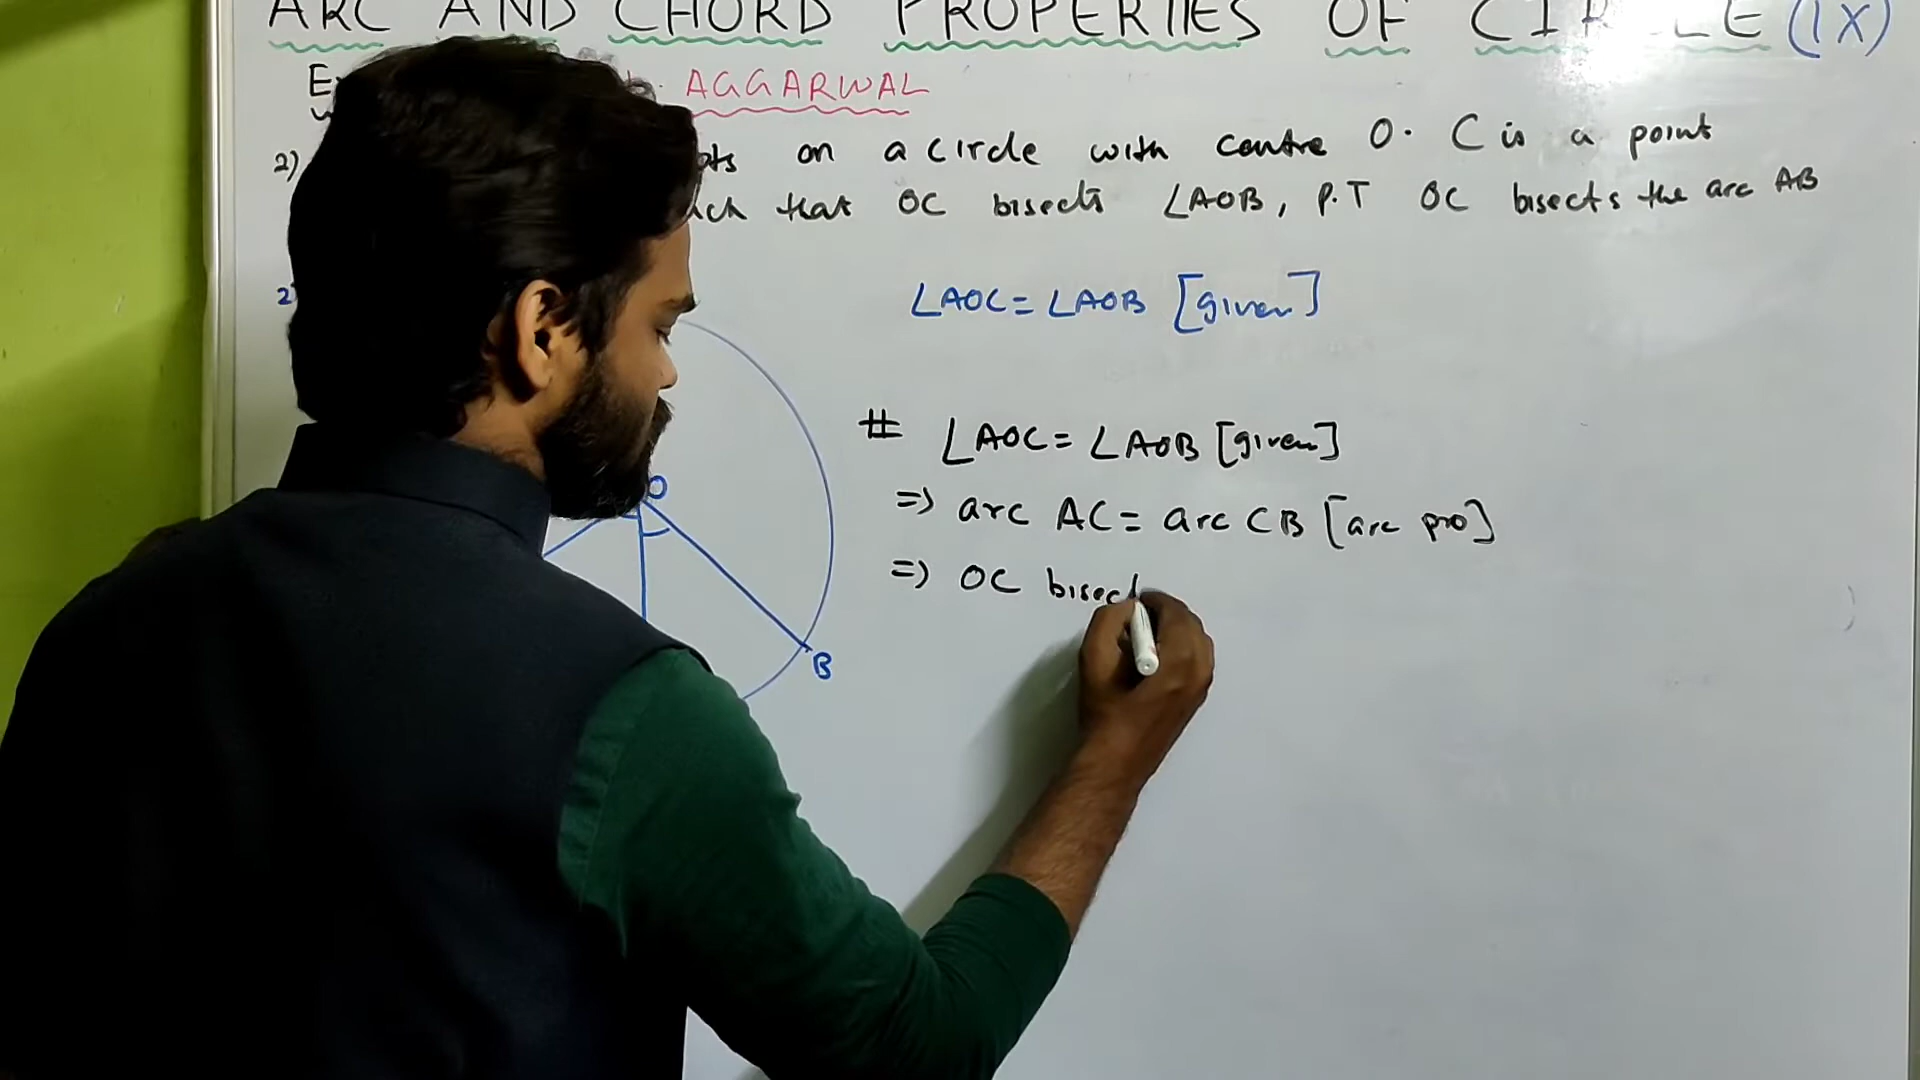 ARC AND CHORD PROPERTIES OF CIRCLE (IX)
AGGARWAL
2) on a circle with centre O. C is a point
that OC bisects ∠AOB, P.T OC bisects the arc AB
2
∠AOC = ∠AOB [given]
# ∠AOC = ∠AOB [given]
=> arc AC = arc CB [arc pro]
=> OC bisect
O
B